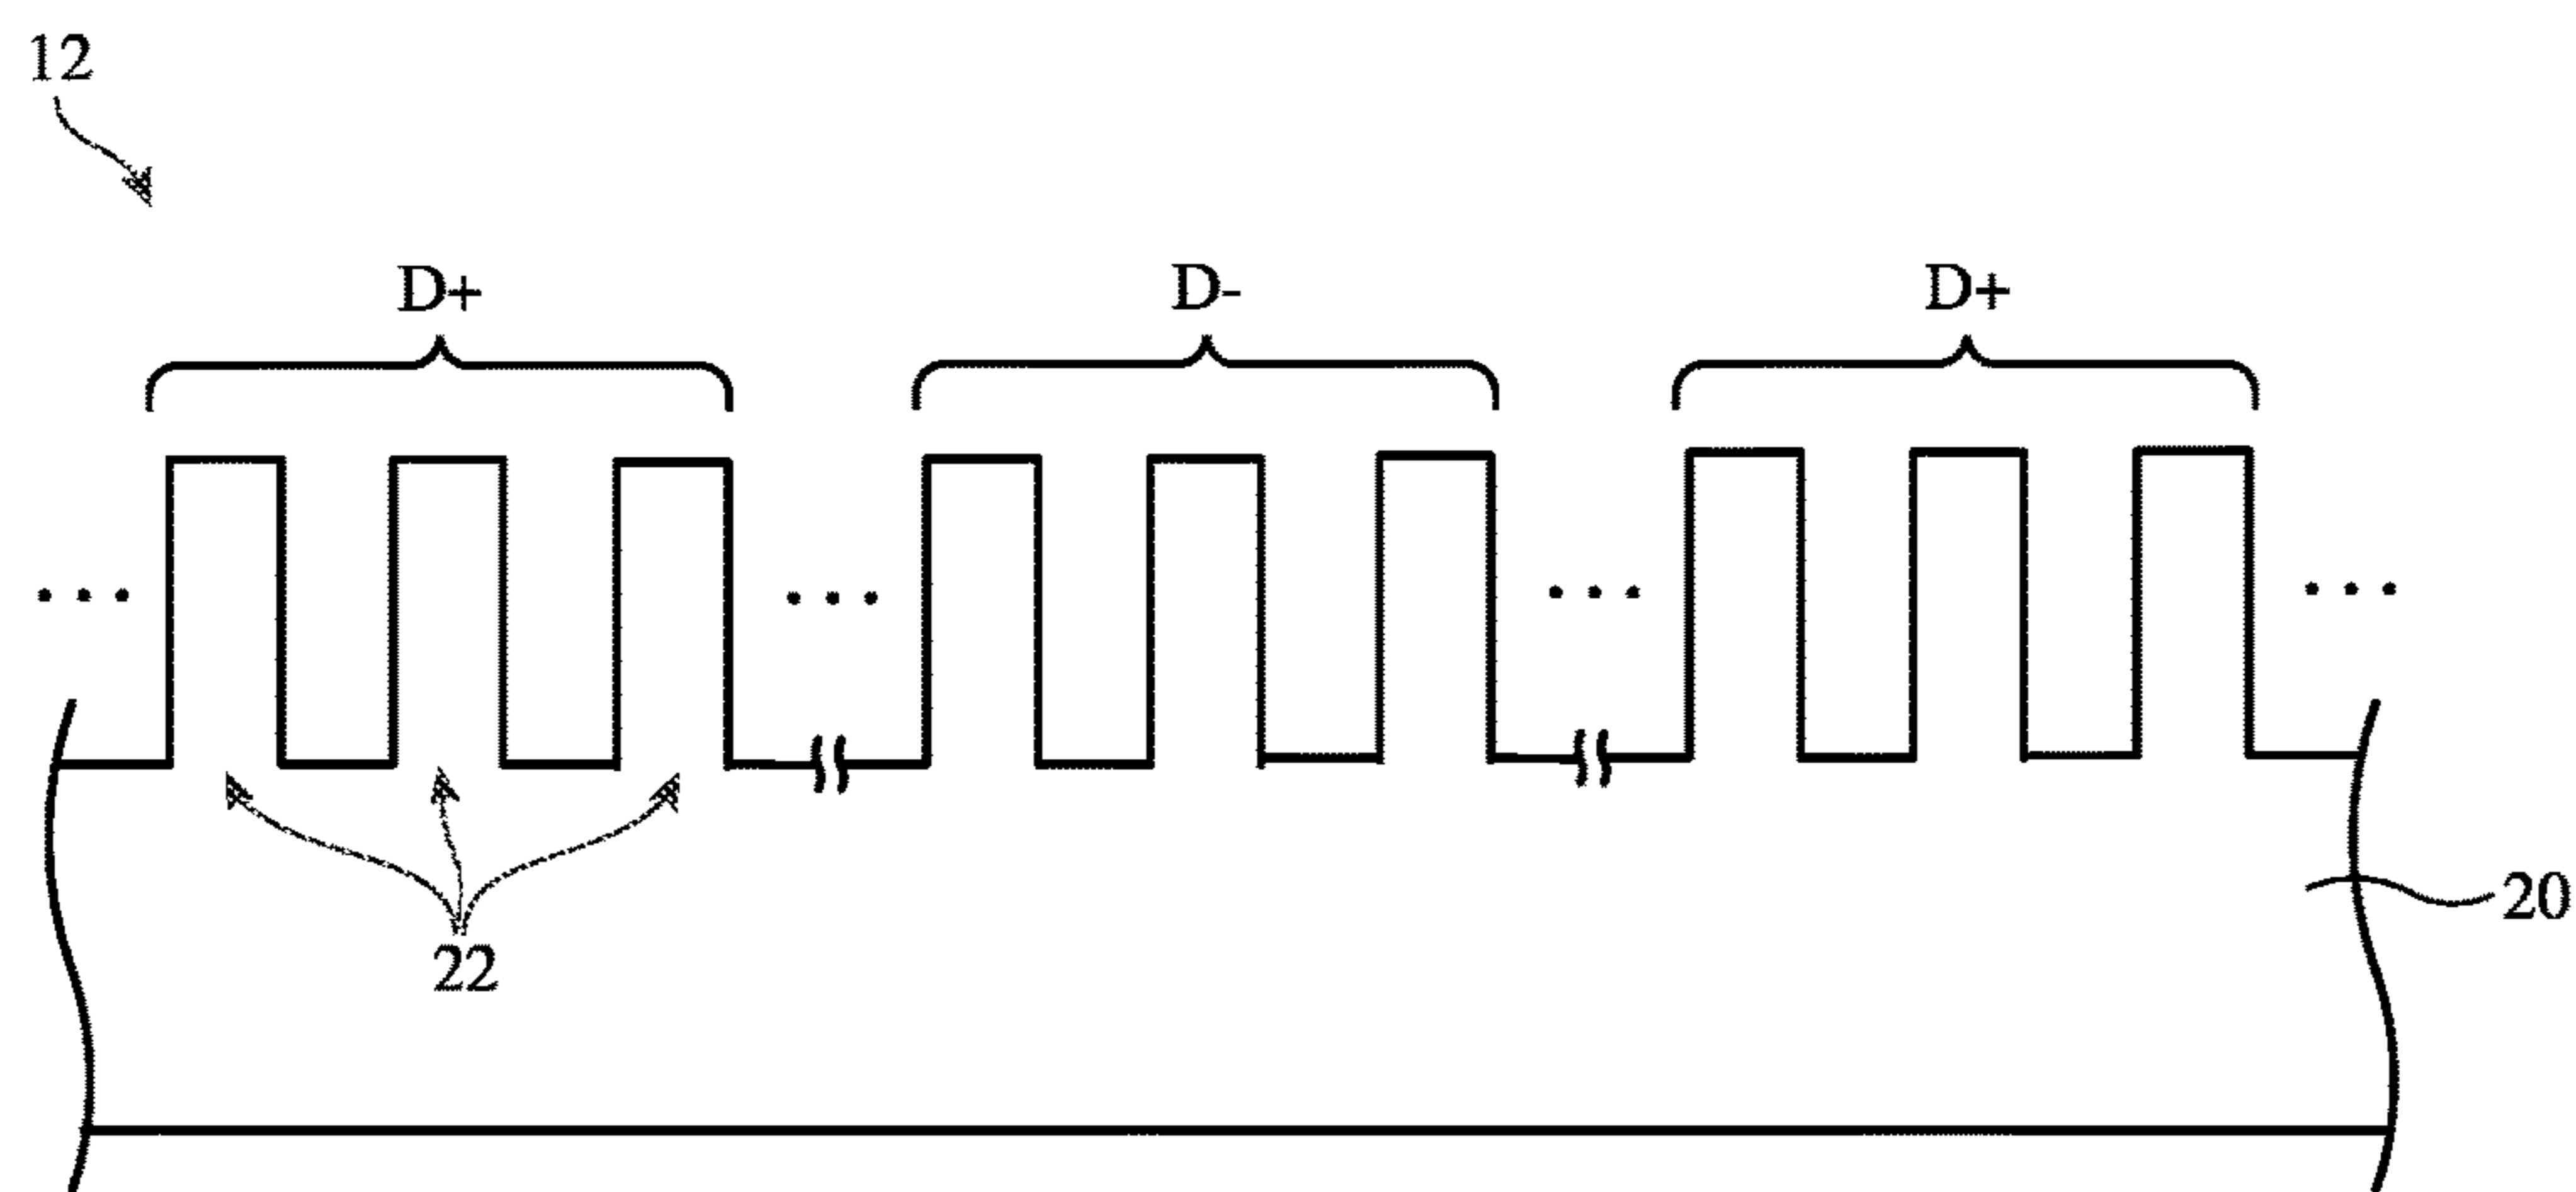 12
D+ D- D+
. . . . . . . . . . . .
20
22